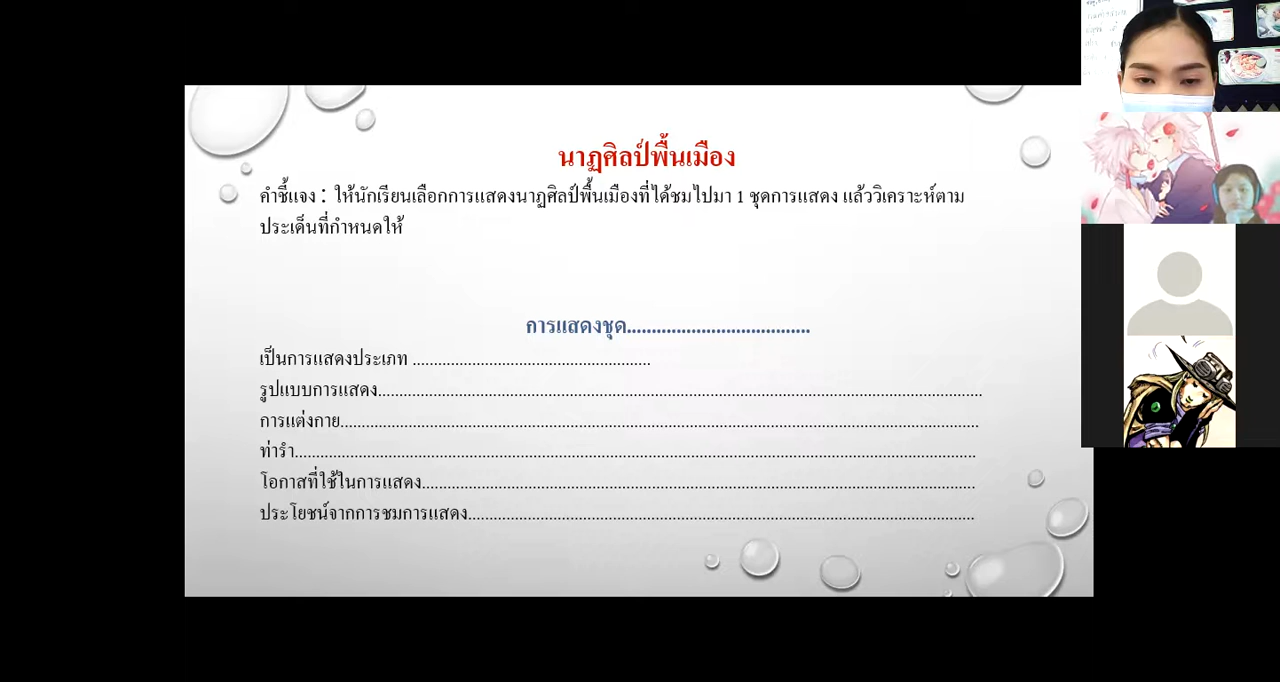 นาฏศิลป์พื้นเมือง
คำชี้แจง : ให้นักเรียนเลือกการแสดงนาฏศิลป์พื้นเมืองที่ได้ชมไปมา 1 ชุดการแสดง แล้ววิเคราะห์ตาม
ประเด็นที่กำหนดให้
การแสดงชุด.....................................
เป็นการแสดงประเภท ........................................................
รูปแบบการแสดง..............................................................................................................................................
การแต่งกาย......................................................................................................................................................
ท่ารำ................................................................................................................................................................
โอกาสที่ใช้ในการแสดง..................................................................................................................................
ประโยชน์จากการชมการแสดง.......................................................................................................................